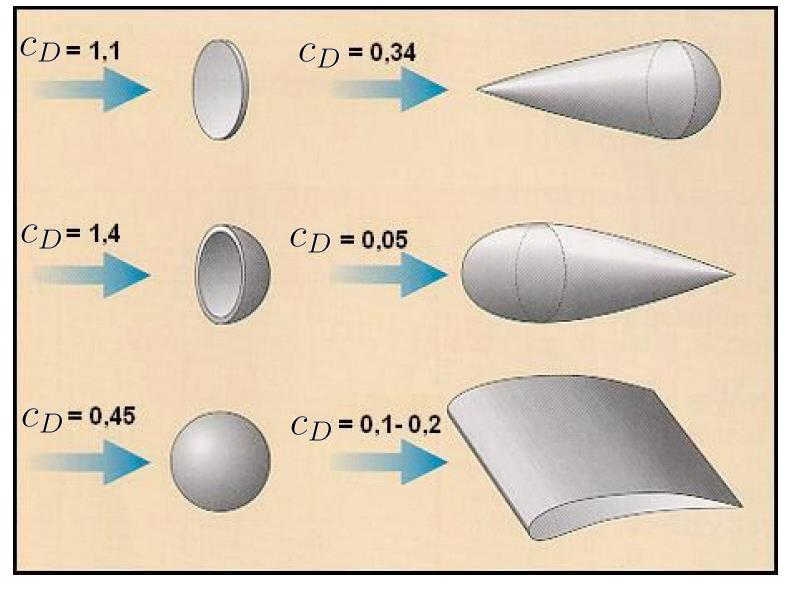 c_D = 1,1
c_D = 0,34
c_D = 1,4
c_D = 0,05
c_D = 0,45
c_D = 0,1- 0,2